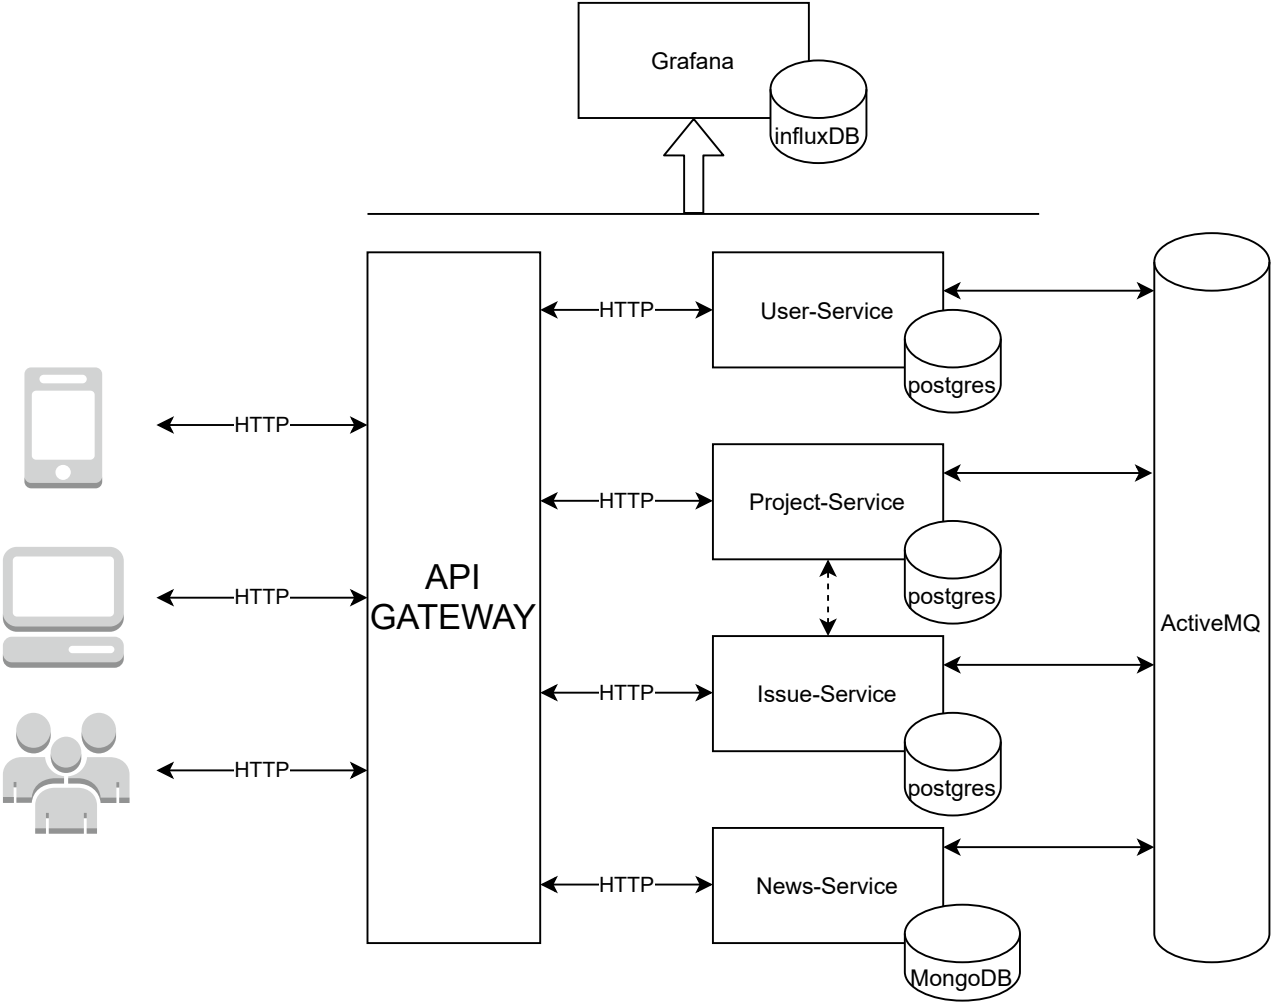 Grafana
influxDB
HTTP
User-Service
postgres
HTTP
HTTP
Project-Service
API
GATEWAY
HTTP
postgres
ActiveMQ
HTTP
Issue-Service
HTTP
postgres
HTTP
News-Service
MongoDB